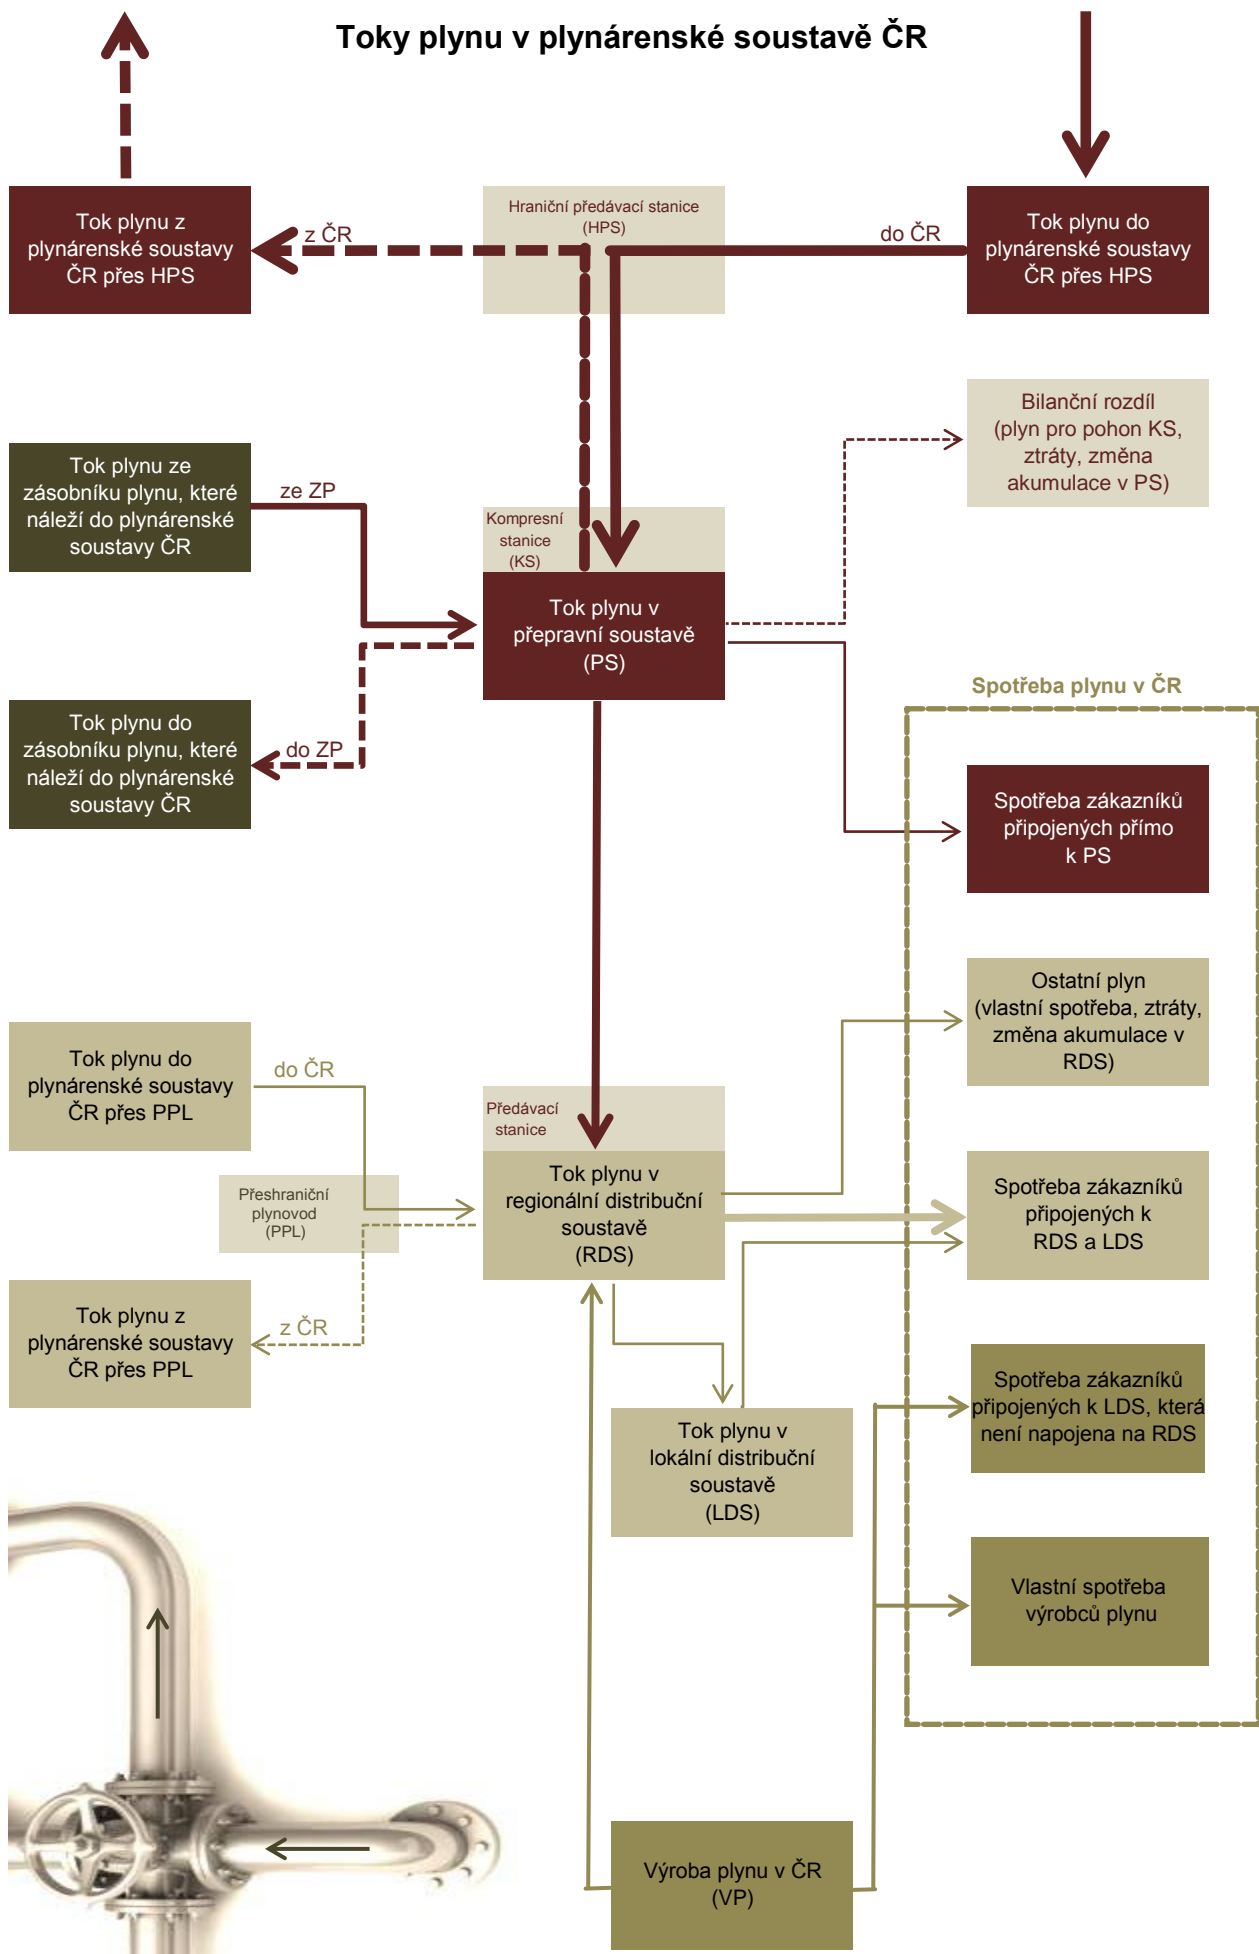 Toky plynu v plynárenské soustavě ČR
Tok plynu z
plynárenské soustavy
ČR přes HPS
z ČR
Hraniční předávací stanice
(HPS)
do ČR
Tok plynu do
plynárenské soustavy
ČR přes HPS
Bilanční rozdíl
(plyn pro pohon KS,
ztráty, změna
akumulace v PS)
Tok plynu ze
zásobníku plynu, které
náleží do plynárenské
soustavy ČR
ze ZP
Kompresní
stanice
(KS)
Tok plynu v
přepravní soustavě
(PS)
Tok plynu do
zásobníku plynu, které
náleží do plynárenské
soustavy ČR
do ZP
Spotřeba plynu v ČR
Spotřeba zákazníků
připojených přímo
k PS
Ostatní plyn
(vlastní spotřeba, ztráty,
změna akumulace v
RDS)
Tok plynu do
plynárenské soustavy
ČR přes PPL
do ČR
Předávací
stanice
Tok plynu v
regionální distribuční
soustavě
(RDS)
Přeshraniční
plynovod
(PPL)
Spotřeba zákazníků
připojených k
RDS a LDS
Tok plynu z
plynárenské soustavy
ČR přes PPL
z ČR
Spotřeba zákazníků
připojených k LDS, která
není napojena na RDS
Tok plynu v
lokální distribuční
soustavě
(LDS)
Vlastní spotřeba
výrobců plynu
Výroba plynu v ČR
(VP)